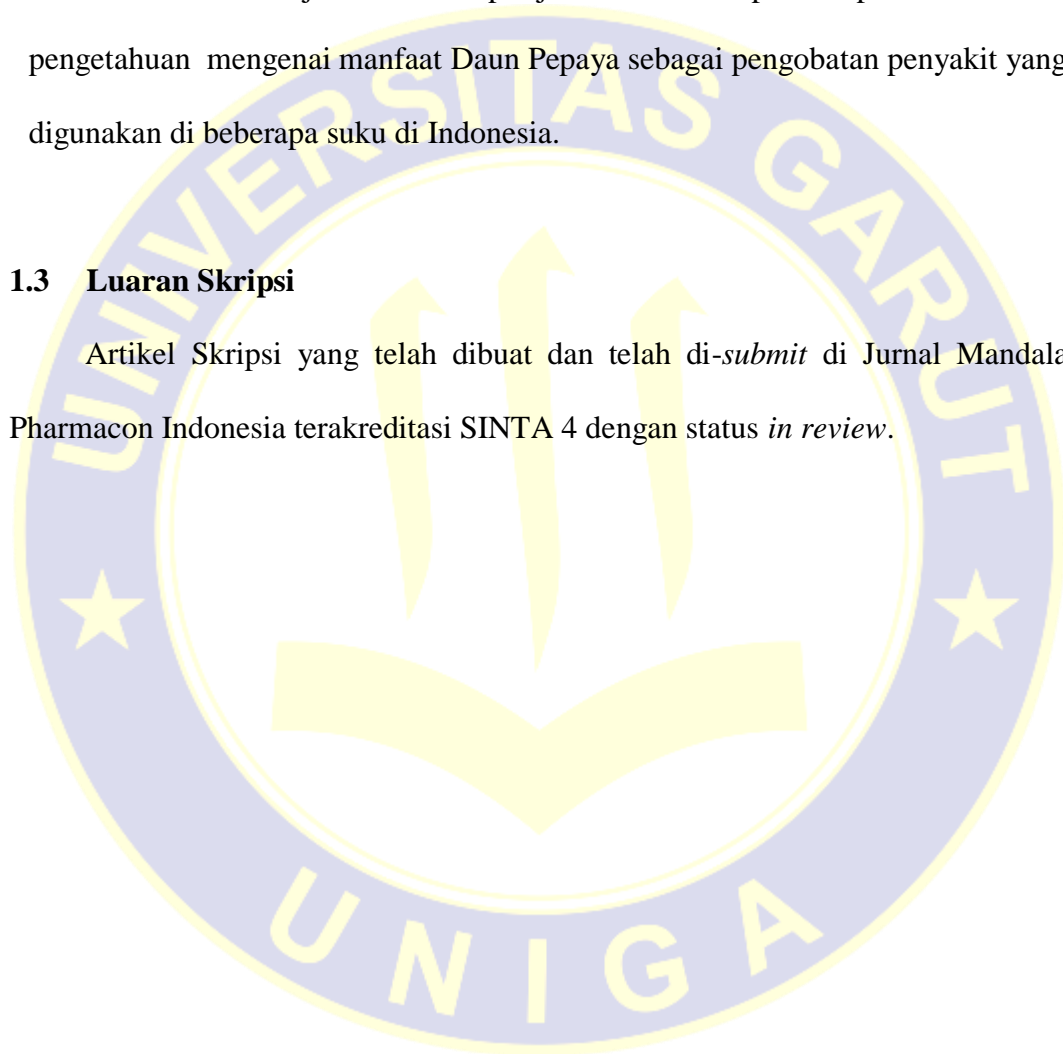 pengetahuan mengenai manfaat Daun Pepaya sebagai pengobatan penyakit yang
digunakan di beberapa suku di Indonesia.
1.3 Luaran Skripsi
Artikel Skripsi yang telah dibuat dan telah di-submit di Jurnal Mandala
Pharmacon Indonesia terakreditasi SINTA 4 dengan status in review.
UNIVERSITAS GARUT
UNIGA